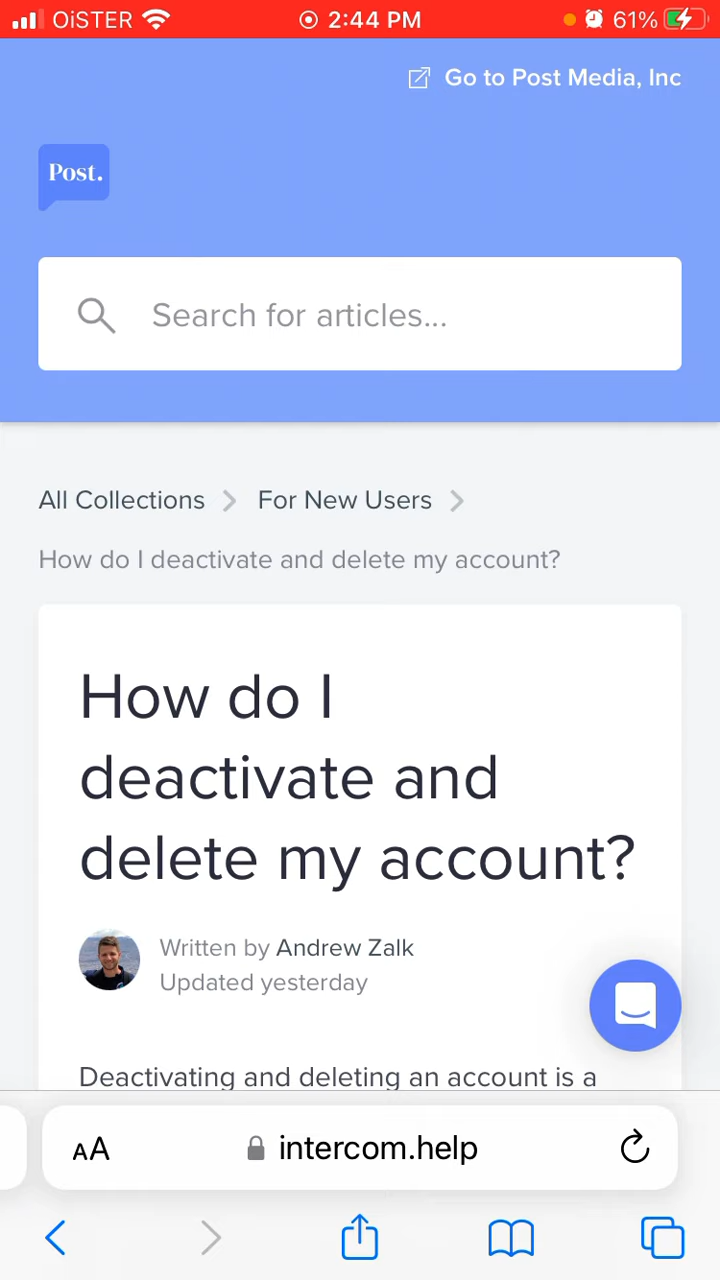 OiSTER 2:44 PM 61%
Go to Post Media, Inc
Post.
Search for articles...
All Collections For New Users
How do I deactivate and delete my account?
How do I
deactivate and
delete my account?
Written by Andrew Zalk
Updated yesterday
Deactivating and deleting an account is a
AA intercom.help